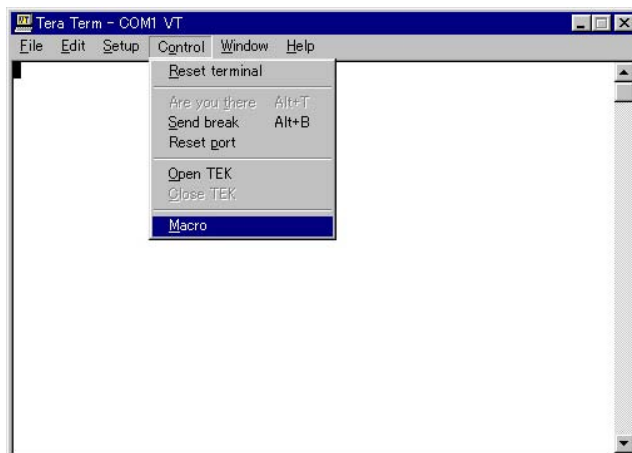 Tera Term - COM1 VT
File Edit Setup Control Window Help
Reset terminal
Are you there Alt+T
Send break Alt+B
Reset port
Open TEK
Close TEK
Macro